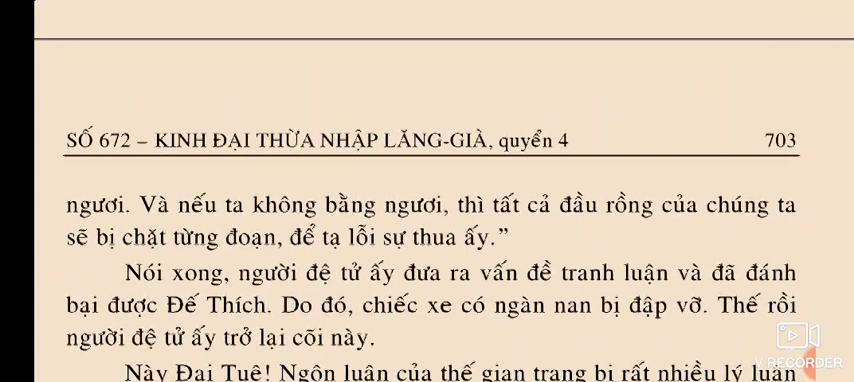 SỐ 672 – KINH ĐẠI THỪA NHẬP LĂNG-GIÀ, quyển 4 703
ngươi. Và nếu ta không bằng ngươi, thì tất cả đầu rồng của chúng ta
sẽ bị chặt từng đoạn, để tạ lỗi sự thua ấy.”
Nói xong, người đệ tử ấy đưa ra vấn đề tranh luận và đã đánh
bại được Đế Thích. Do đó, chiếc xe có ngàn nan bị đập vỡ. Thế rồi
người đệ tử ấy trở lại cõi này.
Này Đại Tuệ! Ngôn luận của thế gian trang bị rất nhiều lý luận
V RECORDER